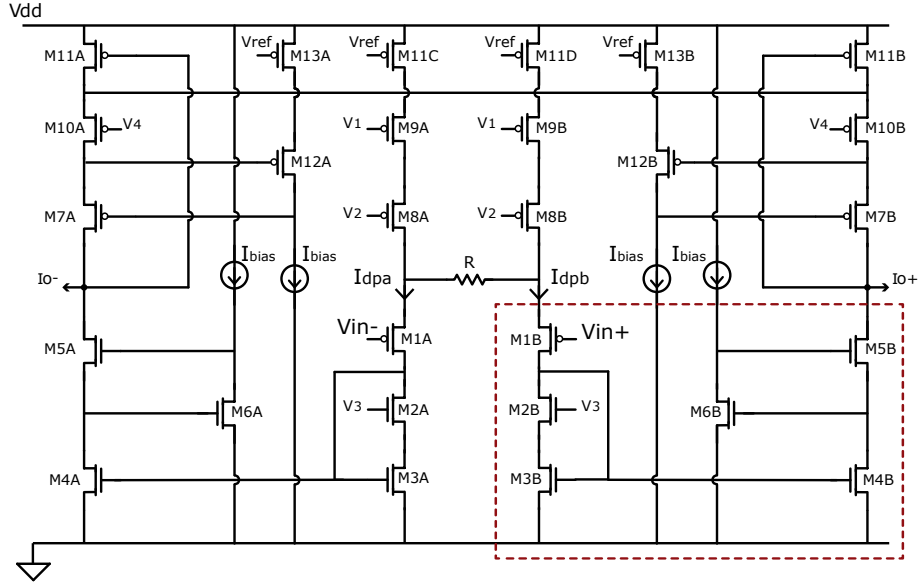 Vdd
Vref Vref Vref Vref
M11A M13A M11C M11D M13B M11B
V1 V1
M10A V4 M9A M9B V4 M10B
M12A M12B
M7A V2 M8A V2 M8B M7B
Ibias Ibias Ibias Ibias
Io- Idpa R Idpb Io+
Vin- M1A M1B Vin+
M5A M5B
M6A V3 M2A M2B V3 M6B
M4A M3A M3B M4B